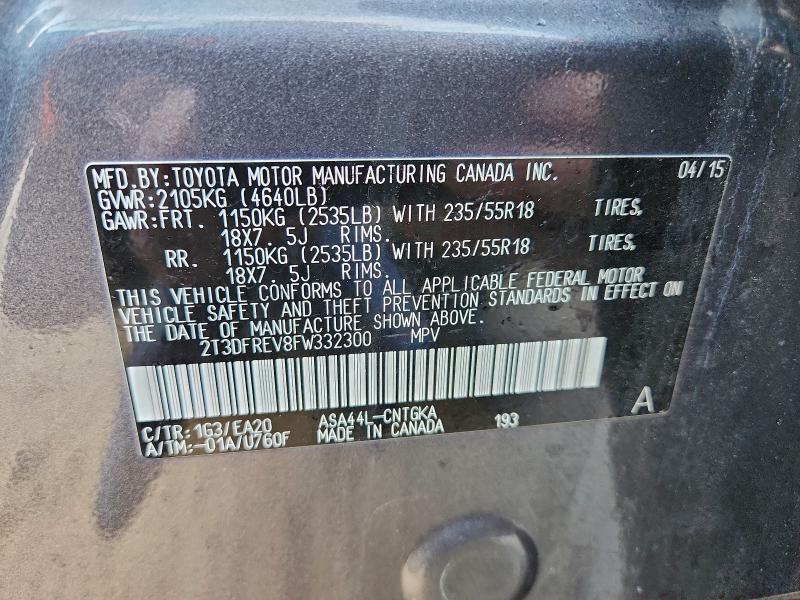 MFD.BY:TOYOTA MOTOR MANUFACTURING CANADA INC. 04/15
GVWR:2105KG (4640LB)
GAWR:FRT. 1150KG (2535LB) WITH 235/55R18 TIRES,
18X7. 5J RIMS.
RR. 1150KG (2535LB) WITH 235/55R18 TIRES,
18X7. 5J RIMS.
THIS VEHICLE CONFORMS TO ALL APPLICABLE FEDERAL MOTOR
VEHICLE SAFETY AND THEFT PREVENTION STANDARDS IN EFFECT ON
THE DATE OF MANUFACTURE SHOWN ABOVE.
2T3DFREV8FW332300 MPV
A
C/TR:1G3/EA20 ASA44L-CNTGKA 193
A/TM:-01A/U760F MADE IN CANADA